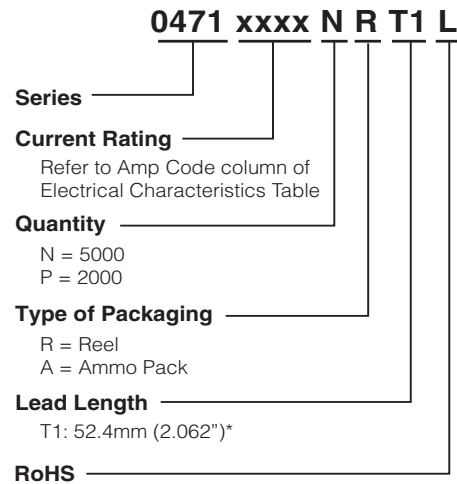 0471 xxxx N R T1 L
Series
Current Rating
Refer to Amp Code column of
Electrical Characteristics Table
Quantity
N = 5000
P = 2000
Type of Packaging
R = Reel
A = Ammo Pack
Lead Length
T1: 52.4mm (2.062”)*
RoHS